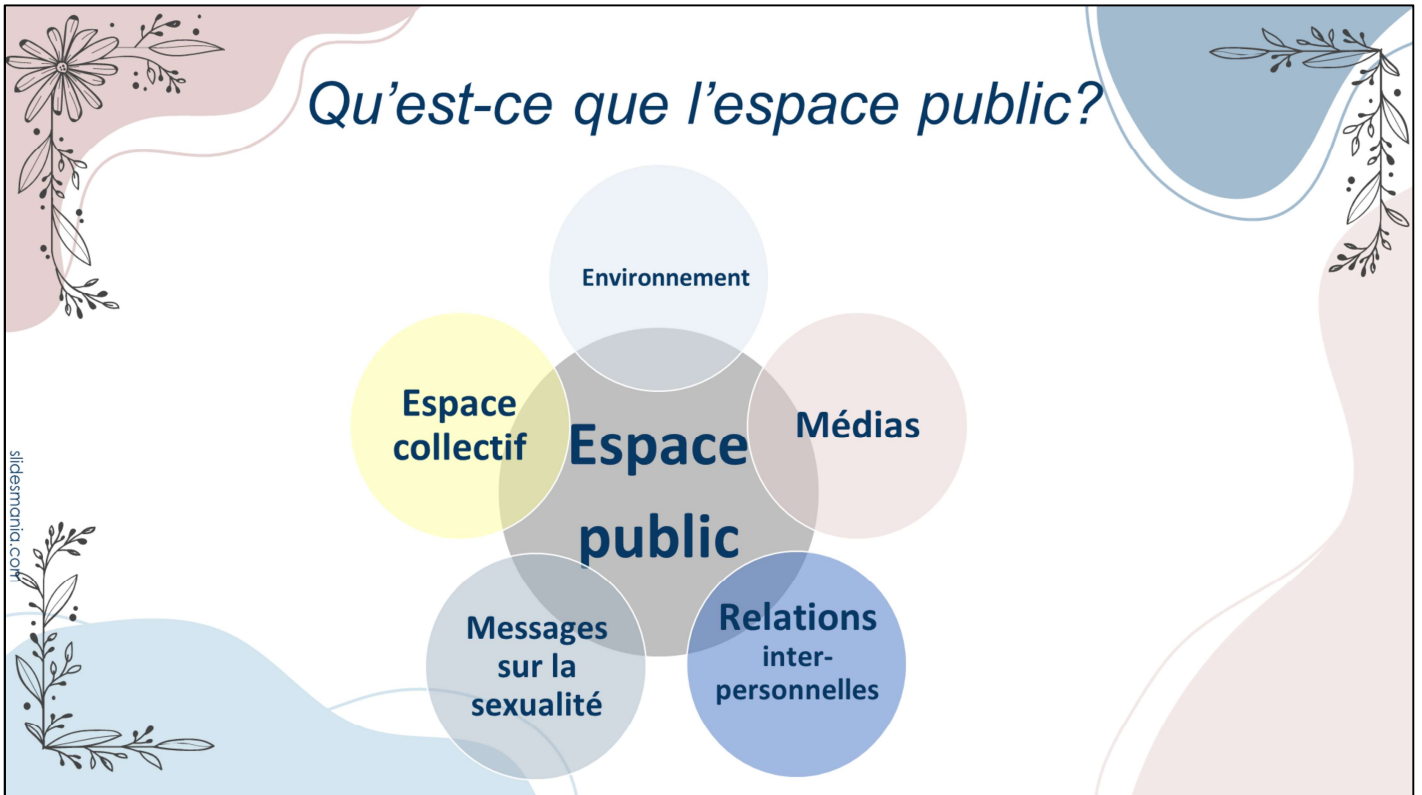 Qu’est-ce que l’espace public?
Environnement
Espace
collectif
Médias
Espace
public
Messages
sur la
sexualité
Relations
inter-
personnelles
slidesmania.com